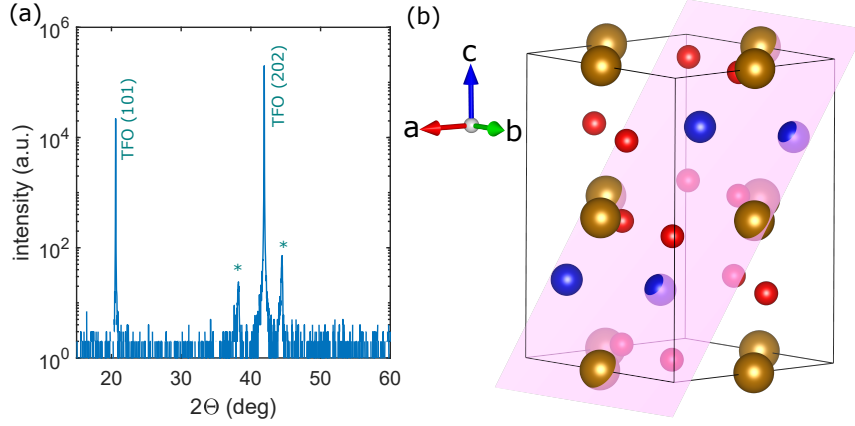 (a)
intensity (a.u.)
10^6
10^4
10^2
10^0
TFO (101)
TFO (202)
*
*
20
30
40
50
60
2Θ (deg)
(b)
c
a
b